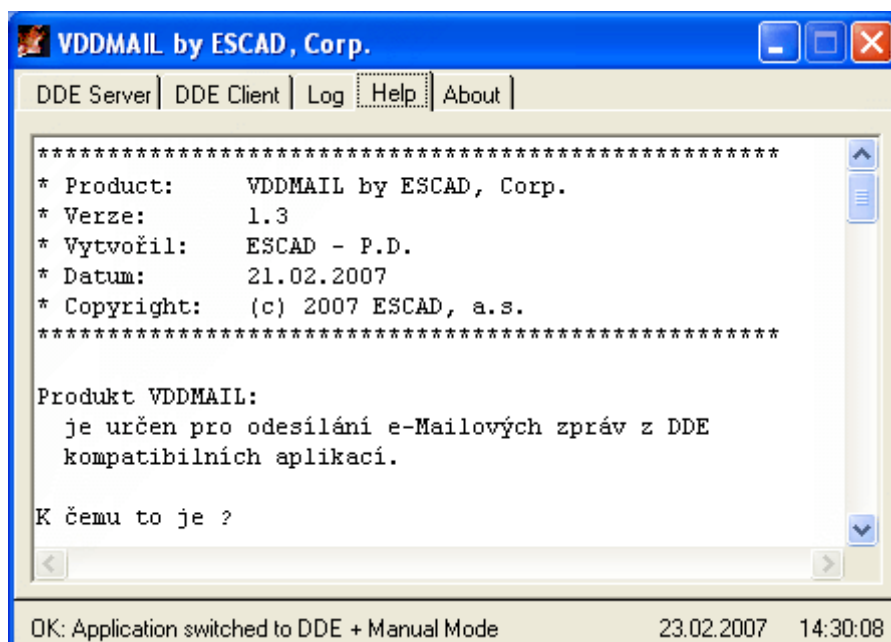 VDDMAIL by ESCAD, Corp.
DDE Server DDE Client Log Help About
*****************************************************
* Product: VDDMAIL by ESCAD, Corp.
* Verze: 1.3
* Vytvořil: ESCAD - P.D.
* Datum: 21.02.2007
* Copyright: (c) 2007 ESCAD, a.s.
*****************************************************
Produkt VDDMAIL:
je určen pro odesílání e-Mailových zpráv z DDE
kompatibilních aplikací.
K čemu to je ?
OK: Application switched to DDE + Manual Mode 23.02.2007 14:30:08